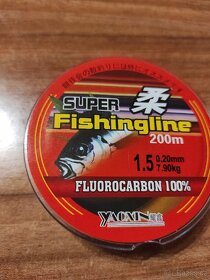 SUPER 柔
Fishingline
200m
1.5 0.20mm
7.90kg
FLUOROCARBON 100%
YAOXIN